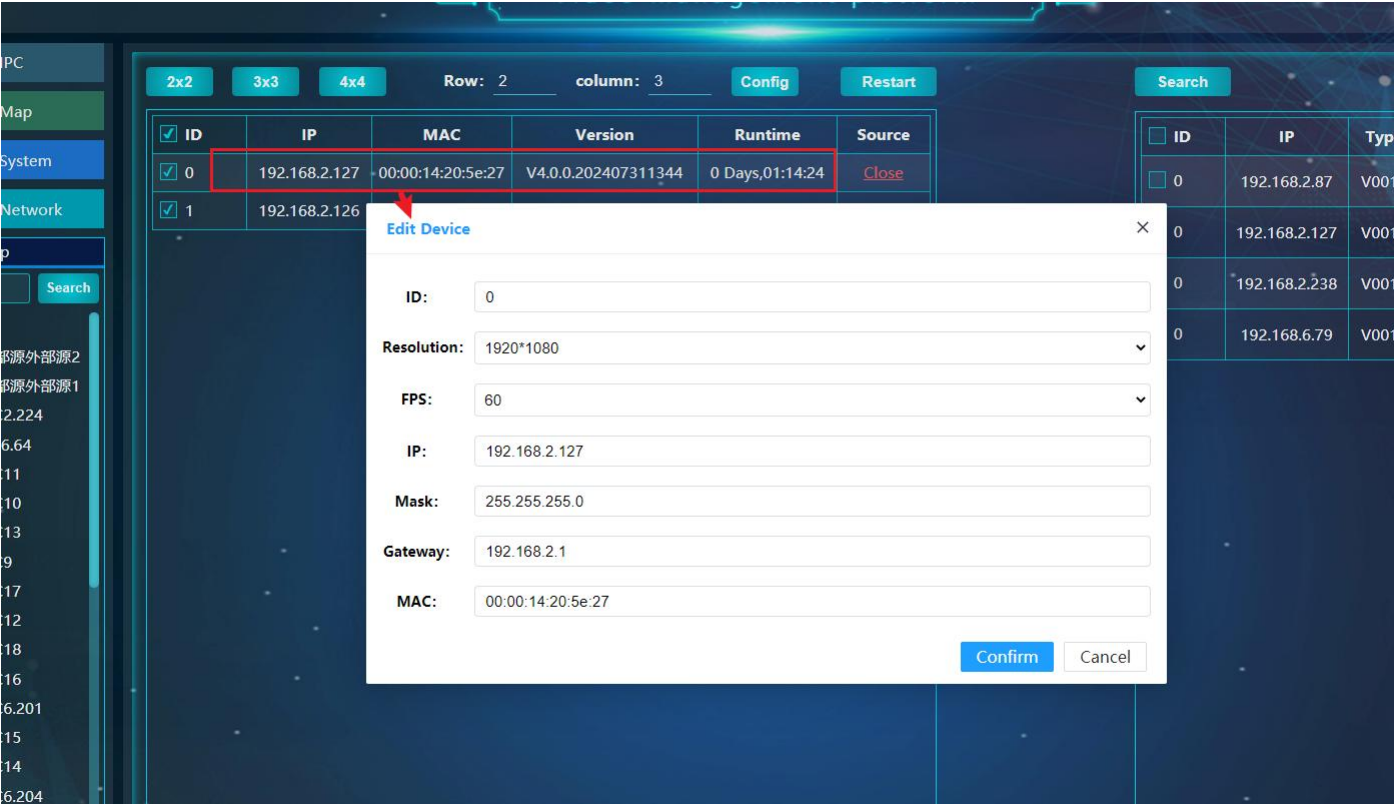 IPC
Map
System
Network
p
Search
部源外部源2
部源外部源1
2.224
6.64
11
10
13
9
17
12
18
16
6.201
15
14
6.204
2x2 3x3 4x4 Row: 2 column: 3 Config Restart
ID IP MAC Version Runtime Source
0 192.168.2.127 00:00:14:20:5e:27 V4.0.0.202407311344 0 Days,01:14:24 Close
1 192.168.2.126
Edit Device
ID: 0
Resolution: 1920*1080
FPS: 60
IP: 192.168.2.127
Mask: 255.255.255.0
Gateway: 192.168.2.1
MAC: 00:00:14:20:5e:27
Confirm Cancel
Search
ID IP Typ
0 192.168.2.87 V001
0 192.168.2.127 V001
0 192.168.2.238 V001
0 192.168.6.79 V001